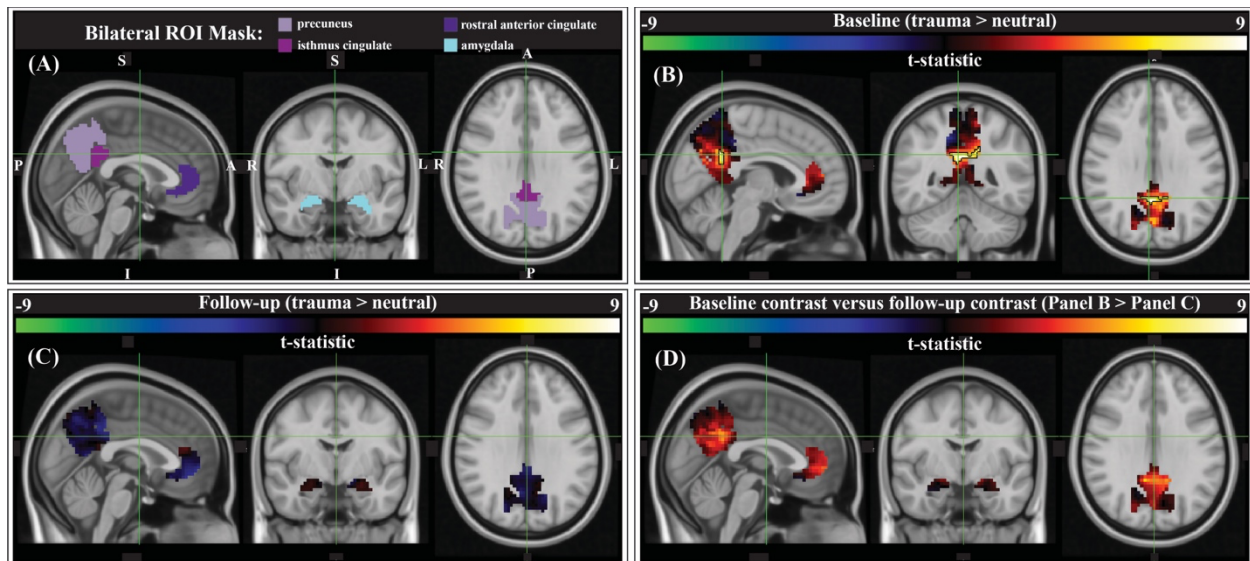 Bilateral ROI Mask:
precuneus
rostral anterior cingulate
isthmus cingulate
amygdala
(A)
S
S
A
P
A
R
L
R
L
I
I
P
Baseline (trauma > neutral)
-9
9
t-statistic
(B)
Follow-up (trauma > neutral)
-9
9
t-statistic
(C)
Baseline contrast versus follow-up contrast (Panel B > Panel C)
-9
9
t-statistic
(D)